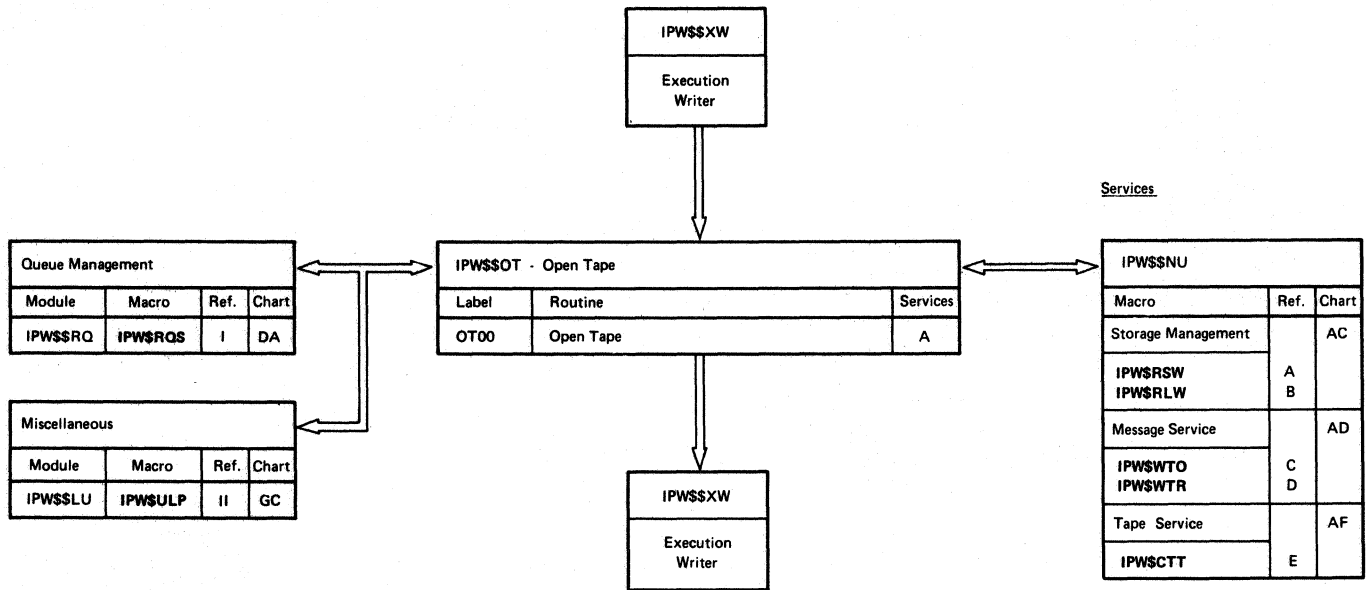 IPW$$XW
Execution
Writer
Services
Queue Management
Module Macro Ref. Chart
IPW$$RQ IPW$RQS I DA
Miscellaneous
Module Macro Ref. Chart
IPW$$LU IPW$ULP II GC
IPW$$OT - Open Tape
Label Routine Services
OT00 Open Tape A
IPW$$XW
Execution
Writer
IPW$$NU
Macro Ref. Chart
Storage Management AC
IPW$RSW A
IPW$RLW B
Message Service AD
IPW$WTO C
IPW$WTR D
Tape Service AF
IPW$CTT E